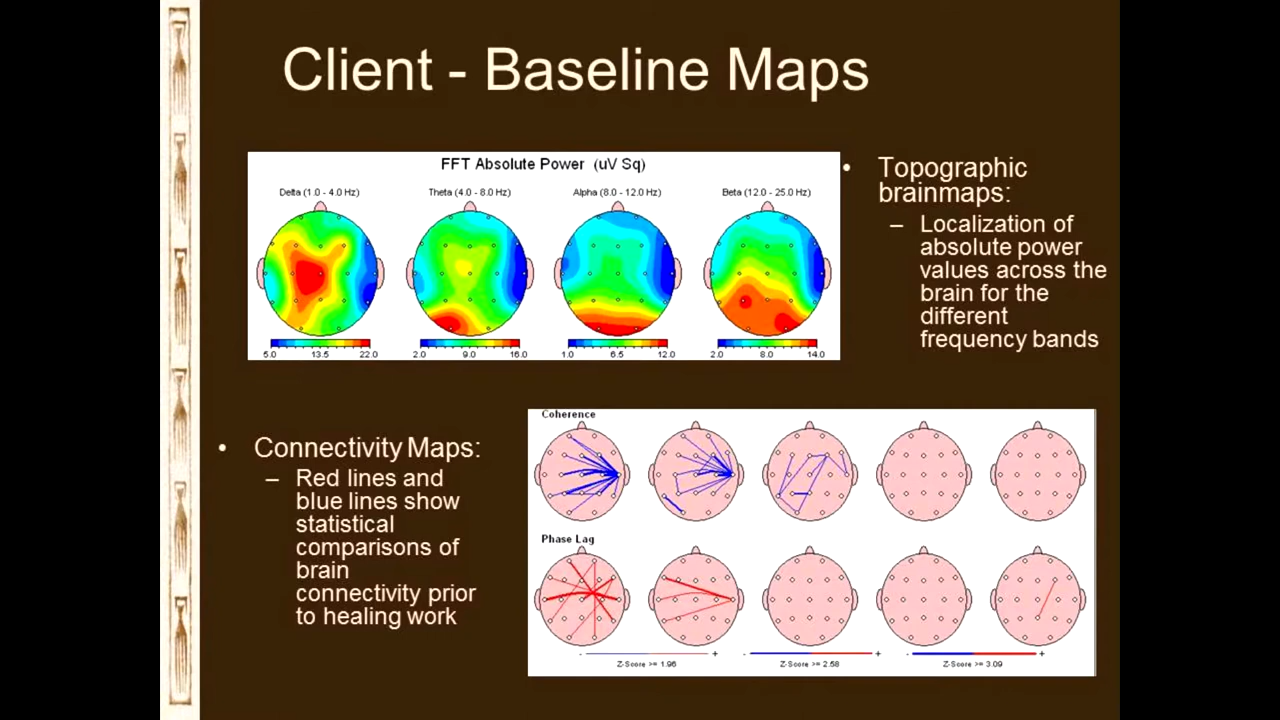 Client - Baseline Maps
FFT Absolute Power (uV Sq)
Delta (1.0 - 4.0 Hz)
Theta (4.0 - 8.0 Hz)
Alpha (8.0 - 12.0 Hz)
Beta (12.0 - 25.0 Hz)
5.0 13.5 22.0
2.0 9.0 16.0
1.0 6.5 12.0
2.0 8.0 14.0
• Topographic
brainmaps:
– Localization of
absolute power
values across the
brain for the
different
frequency bands
• Connectivity Maps:
– Red lines and
blue lines show
statistical
comparisons of
brain
connectivity prior
to healing work
Coherence
Phase Lag
- +
Z-Score >= 1.96
- +
Z-Score >= 2.58
- +
Z-Score >= 3.09